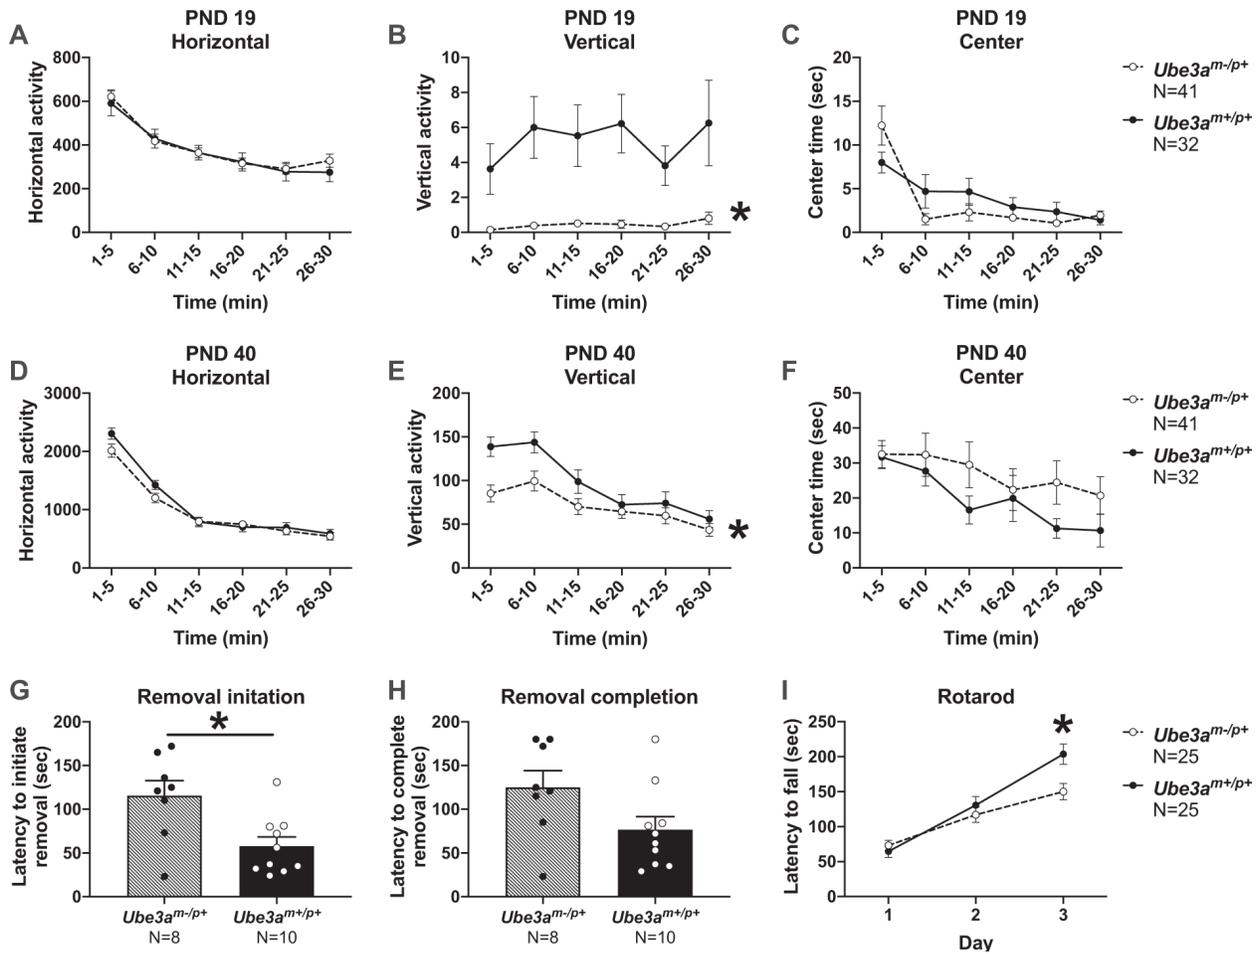 A
PND 19
Horizontal
Horizontal activity
800
600
400
200
0
1-5
6-10
11-15
16-20
21-25
26-30
Time (min)
B
PND 19
Vertical
Vertical activity
10
8
6
4
2
0
*
1-5
6-10
11-15
16-20
21-25
26-30
Time (min)
C
PND 19
Center
Center time (sec)
20
15
10
5
0
1-5
6-10
11-15
16-20
21-25
26-30
Time (min)
Ube3a^m-/p+
N=41
Ube3a^m+/p+
N=32
D
PND 40
Horizontal
Horizontal activity
3000
2000
1000
0
1-5
6-10
11-15
16-20
21-25
26-30
Time (min)
E
PND 40
Vertical
Vertical activity
200
150
100
50
0
*
1-5
6-10
11-15
16-20
21-25
26-30
Time (min)
F
PND 40
Center
Center time (sec)
50
40
30
20
10
0
1-5
6-10
11-15
16-20
21-25
26-30
Time (min)
Ube3a^m-/p+
N=41
Ube3a^m+/p+
N=32
G
Removal initation
Latency to initiate
removal (sec)
200
150
100
50
0
*
Ube3a^m-/p+
N=8
Ube3a^m+/p+
N=10
H
Removal completion
Latency to complete
removal (sec)
200
150
100
50
0
Ube3a^m-/p+
N=8
Ube3a^m+/p+
N=10
I
Rotarod
Latency to fall (sec)
250
200
150
100
50
0
*
1
2
3
Day
Ube3a^m-/p+
N=25
Ube3a^m+/p+
N=25